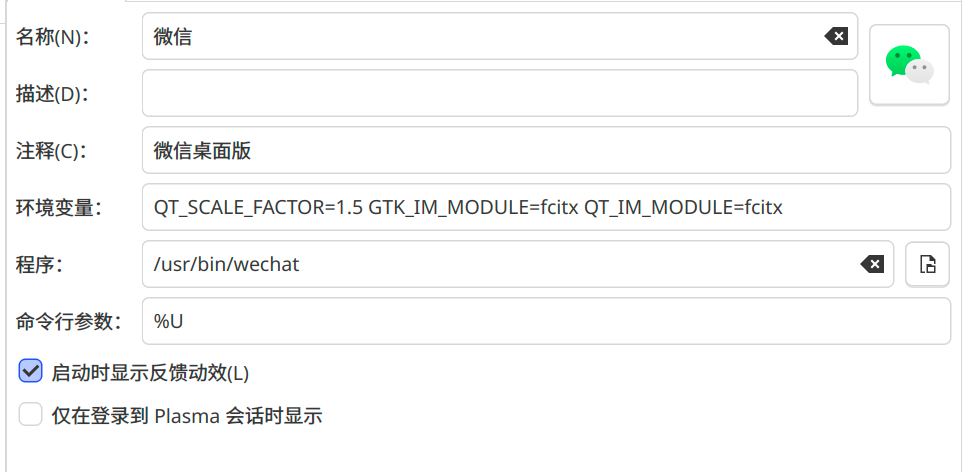 名称(N)： 微信
描述(D)：
注释(C)： 微信桌面版
环境变量： QT_SCALE_FACTOR=1.5 GTK_IM_MODULE=fcitx QT_IM_MODULE=fcitx
程序： /usr/bin/wechat
命令行参数： %U
启动时显示反馈动效(L)
仅在登录到 Plasma 会话时显示